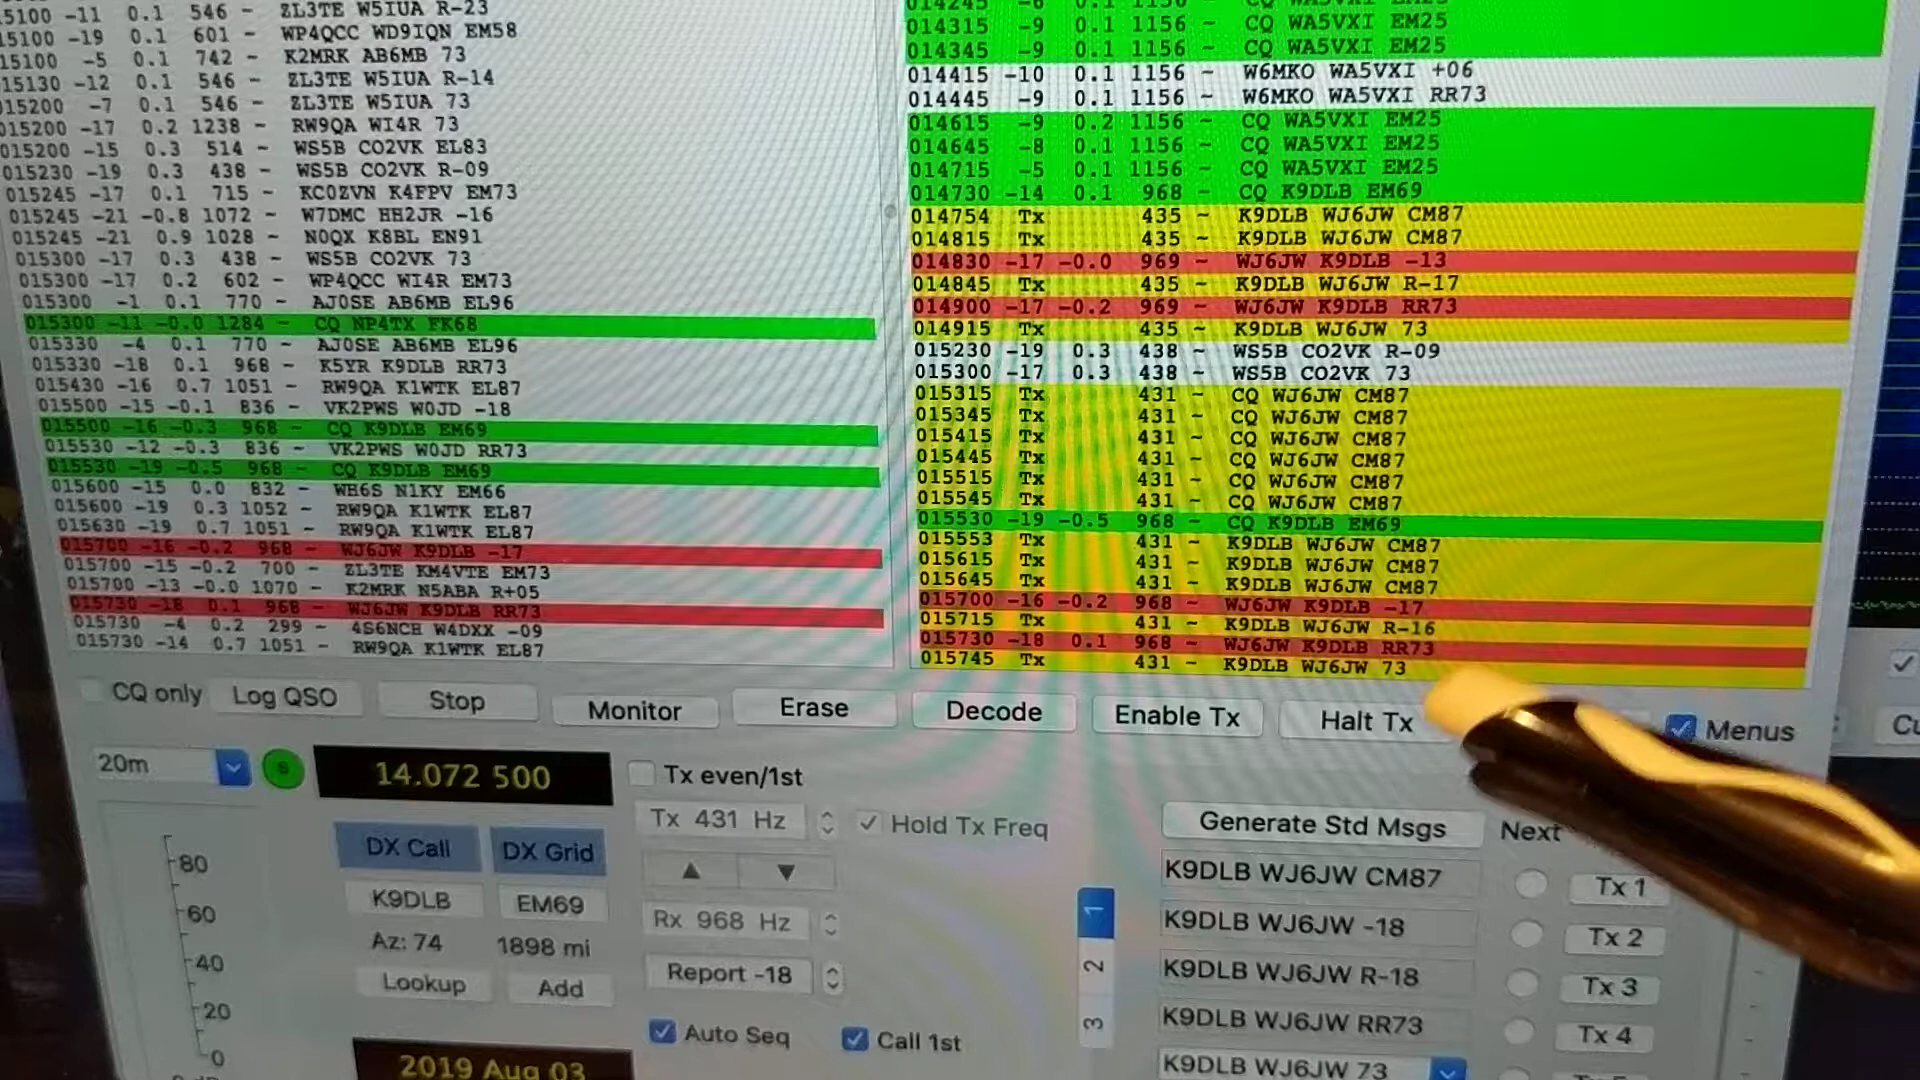 15100 -11 0.1 546 ~ ZL3TE W5IUA R-23
15100 -19 0.1 601 ~ WP4QCC WD9IQN EM58
15100 -5 0.1 742 ~ K2MRK AB6MB 73
15130 -12 0.1 546 ~ ZL3TE W5IUA R-14
015200 -7 0.1 546 ~ ZL3TE W5IUA 73
015200 -17 0.2 1238 ~ RW9QA WI4R 73
015200 -15 0.3 514 ~ WS5B CO2VK EL83
015230 -19 0.3 438 ~ WS5B CO2VK R-09
015245 -17 0.1 715 ~ KC0ZVN K4FPV EM73
015245 -21 -0.8 1072 ~ W7DMC HH2JR -16
015245 -21 0.9 1028 ~ N0QX K8BL EN91
015300 -17 0.3 438 ~ WS5B CO2VK 73
015300 -17 0.2 602 ~ WP4QCC WI4R EM73
015300 -1 0.1 770 ~ AJ0SE AB6MB EL96
015300 -11 -0.0 1284 ~ CQ NP4TX FK68
015330 -4 0.1 770 ~ AJ0SE AB6MB EL96
015330 -18 0.1 968 ~ K5YR K9DLB RR73
015430 -16 0.7 1051 ~ RW9QA K1WTK EL87
015500 -15 -0.1 836 ~ VK2PWS W0JD -18
015500 -16 -0.3 968 ~ CQ K9DLB EM69
015530 -12 -0.3 836 ~ VK2PWS W0JD RR73
015530 -19 -0.5 968 ~ CQ K9DLB EM69
015600 -15 0.0 832 ~ WH6S N1KY EM66
015600 -19 0.3 1052 ~ RW9QA K1WTK EL87
015630 -19 0.7 1051 ~ RW9QA K1WTK EL87
015700 -16 -0.2 968 ~ WJ6JW K9DLB -17
015700 -15 -0.2 700 ~ ZL3TE KM4VTE EM73
015700 -13 -0.0 1070 ~ K2MRK N5ABA R+05
015730 -18 0.1 968 ~ WJ6JW K9DLB RR73
015730 -4 0.2 299 ~ 4S6NCH W4DXX -09
015730 -14 0.7 1051 ~ RW9QA K1WTK EL87
014315 -9 0.1 1156 ~ CQ WA5VXI EM25
014345 -9 0.1 1156 ~ CQ WA5VXI EM25
014415 -10 0.1 1156 ~ W6MKO WA5VXI +06
014445 -9 0.1 1156 ~ W6MKO WA5VXI RR73
014615 -9 0.2 1156 ~ CQ WA5VXI EM25
014645 -8 0.1 1156 ~ CQ WA5VXI EM25
014715 -5 0.1 1156 ~ CQ WA5VXI EM25
014730 -14 0.1 968 ~ CQ K9DLB EM69
014754 Tx 435 ~ K9DLB WJ6JW CM87
014815 Tx 435 ~ K9DLB WJ6JW CM87
014830 -17 -0.0 969 ~ WJ6JW K9DLB -13
014845 Tx 435 ~ K9DLB WJ6JW R-17
014900 -17 -0.2 969 ~ WJ6JW K9DLB RR73
014915 Tx 435 ~ K9DLB WJ6JW 73
015230 -19 0.3 438 ~ WS5B CO2VK R-09
015300 -17 0.3 438 ~ WS5B CO2VK 73
015315 Tx 431 ~ CQ WJ6JW CM87
015345 Tx 431 ~ CQ WJ6JW CM87
015415 Tx 431 ~ CQ WJ6JW CM87
015445 Tx 431 ~ CQ WJ6JW CM87
015515 Tx 431 ~ CQ WJ6JW CM87
015545 Tx 431 ~ CQ WJ6JW CM87
015530 -19 -0.5 968 ~ CQ K9DLB EM69
015553 Tx 431 ~ K9DLB WJ6JW CM87
015615 Tx 431 ~ K9DLB WJ6JW CM87
015645 Tx 431 ~ K9DLB WJ6JW CM87
015700 -16 -0.2 968 ~ WJ6JW K9DLB -17
015715 Tx 431 ~ K9DLB WJ6JW R-16
015730 -18 0.1 968 ~ WJ6JW K9DLB RR73
015745 Tx 431 ~ K9DLB WJ6JW 73
CQ only Log QSO Stop Monitor Erase Decode Enable Tx Halt Tx Menus
20m S 14.072 500 Tx even/1st
Tx 431 Hz Hold Tx Freq Generate Std Msgs Next
DX Call DX Grid
K9DLB WJ6JW CM87 Tx 1
K9DLB EM69
Rx 968 Hz K9DLB WJ6JW -18 Tx 2
Az: 74 1898 mi
Report -18 K9DLB WJ6JW R-18 Tx 3
Lookup Add
K9DLB WJ6JW RR73 Tx 4
Auto Seq Call 1st
2019 Aug 03 K9DLB WJ6JW 73
80
60
40
20
0
1
2
3